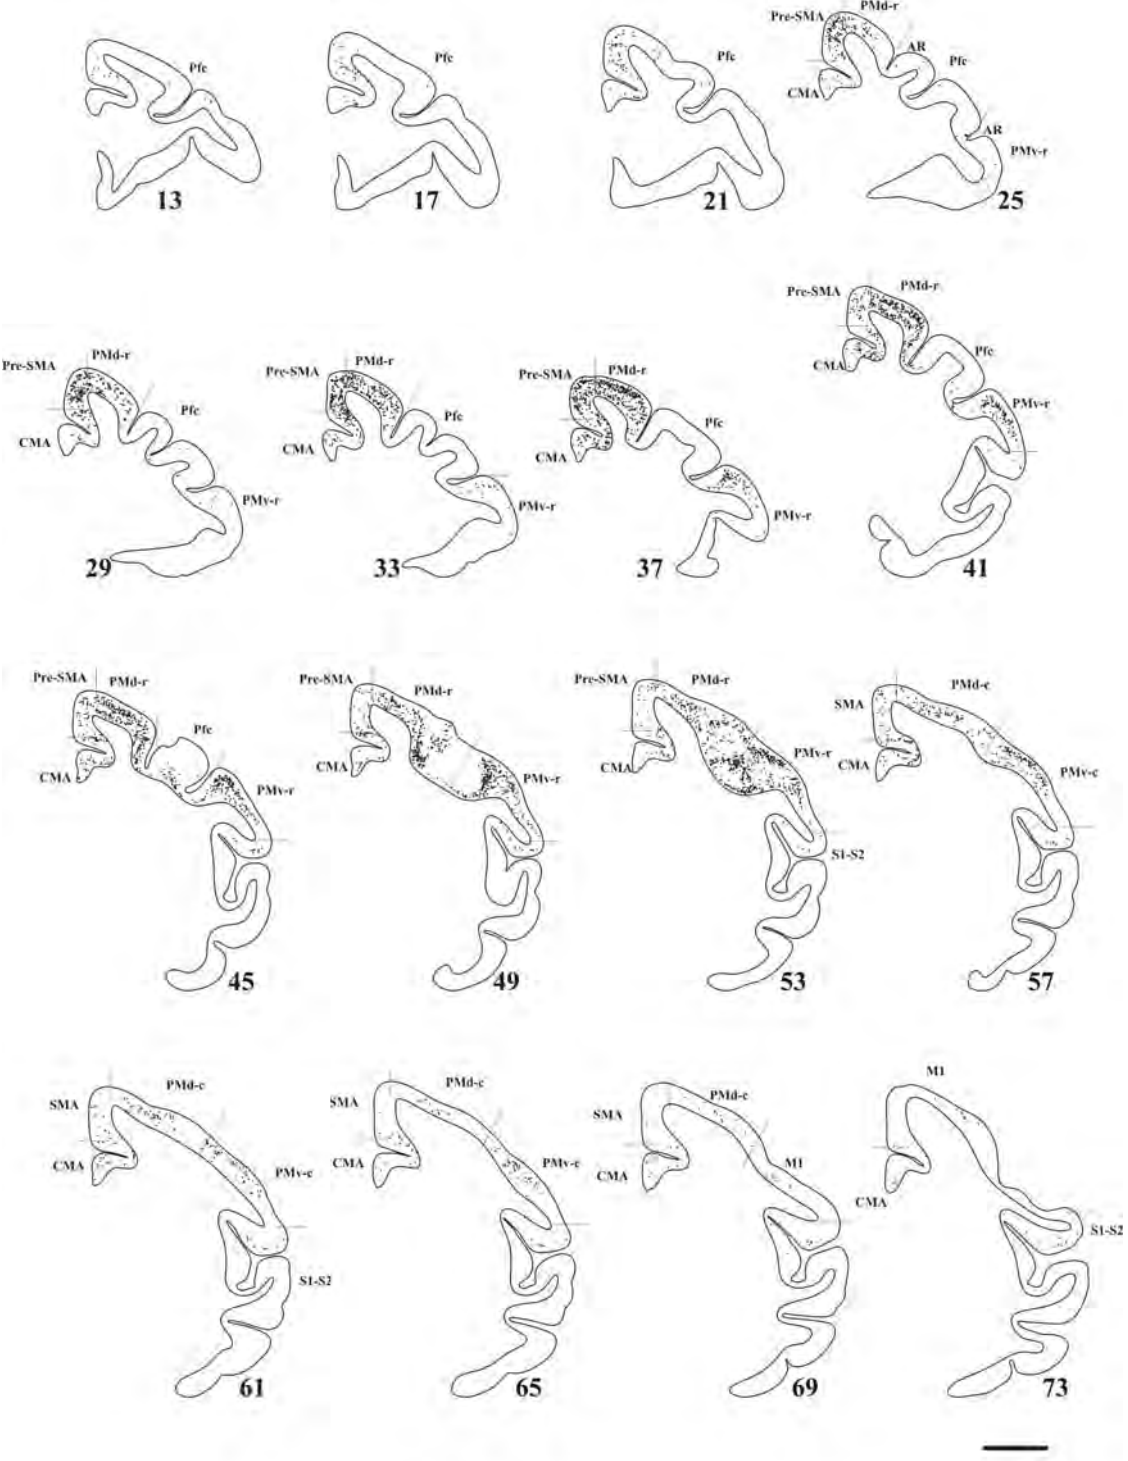 Pfc
13
Pfc
17
Pfc
21
Pre-SMA
PMd-r
AR
Pfc
CMA
AR
PMv-r
25
Pre-SMA
PMd-r
Pfc
CMA
PMv-r
29
Pre-SMA
PMd-r
Pfc
CMA
PMv-r
33
Pre-SMA
PMd-r
Pfc
CMA
PMv-r
37
Pre-SMA
PMd-r
Pfc
CMA
PMv-r
41
Pre-SMA
PMd-r
Pfc
CMA
PMv-r
45
Pre-SMA
PMd-r
CMA
PMv-r
49
Pre-SMA
PMd-r
PMv-r
CMA
S1-S2
53
PMd-c
SMA
CMA
PMv-c
57
PMd-c
SMA
CMA
PMv-c
S1-S2
61
PMd-c
SMA
CMA
PMv-c
65
PMd-c
SMA
M1
CMA
69
M1
CMA
S1-S2
73